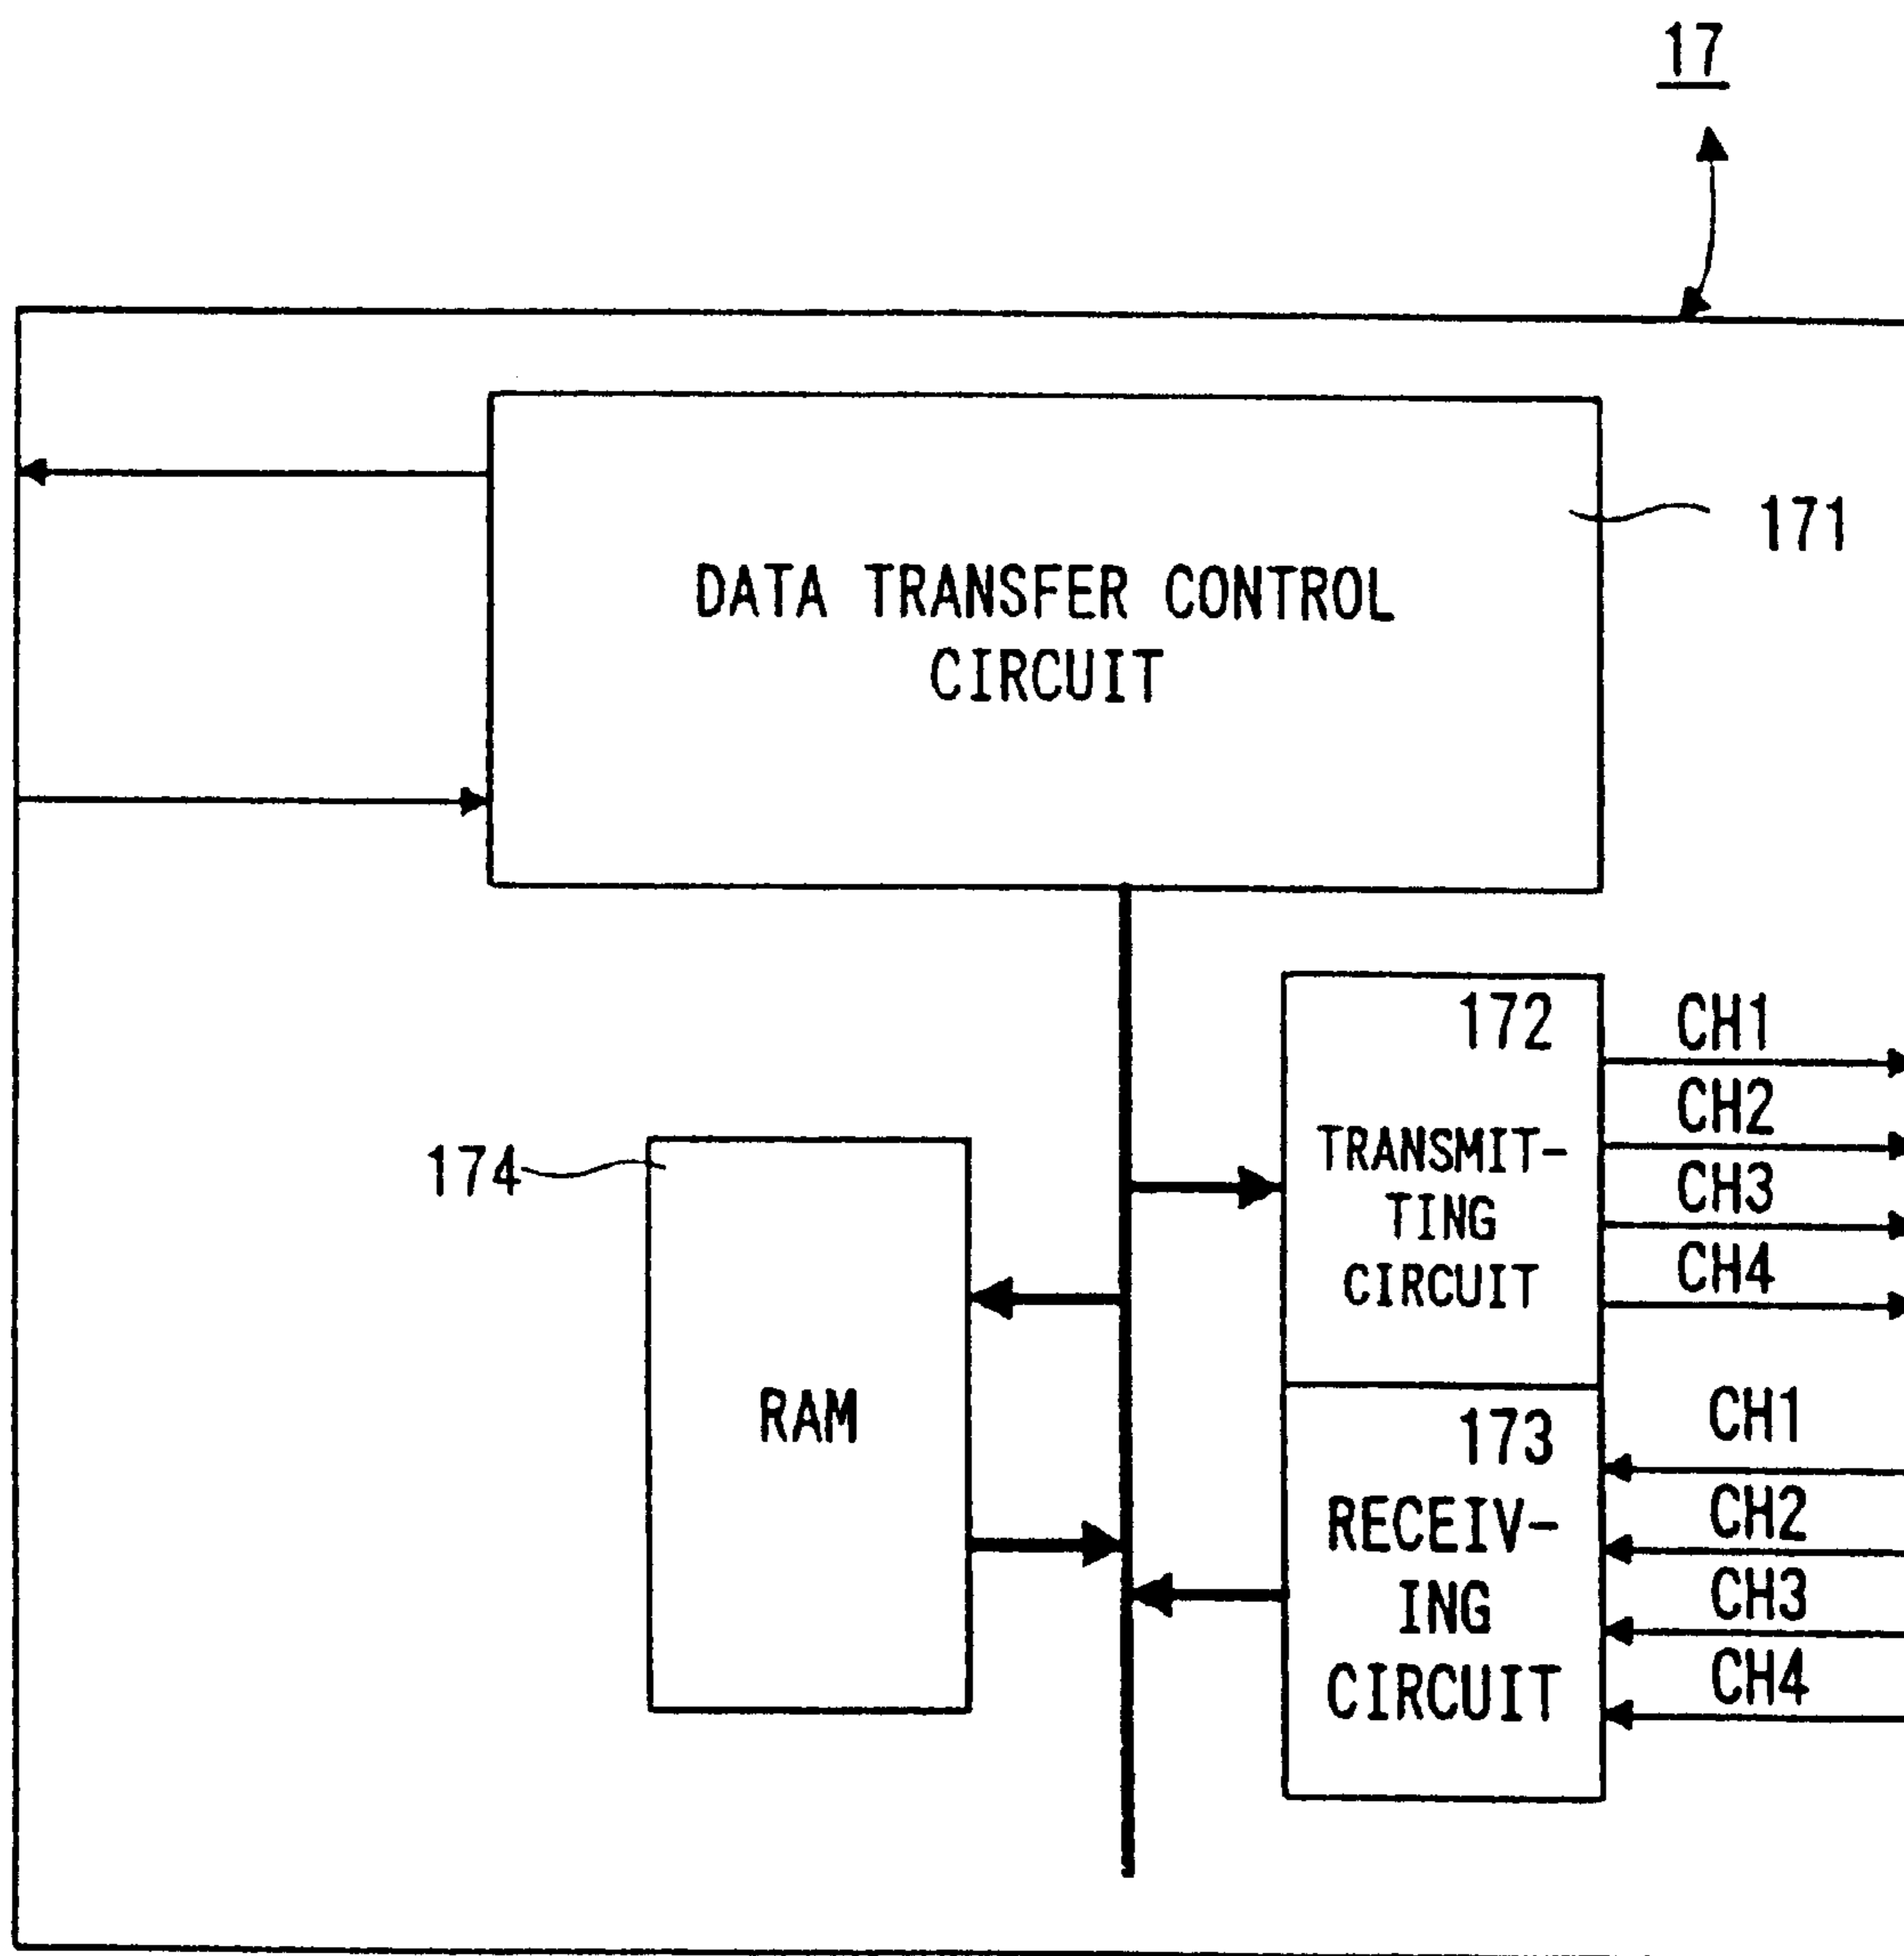 17
171
DATA TRANSFER CONTROL
CIRCUIT
172
TRANSMIT-
TING
CIRCUIT
CH1
CH2
CH3
CH4
174
RAM
173
RECEIV-
ING
CIRCUIT
CH1
CH2
CH3
CH4